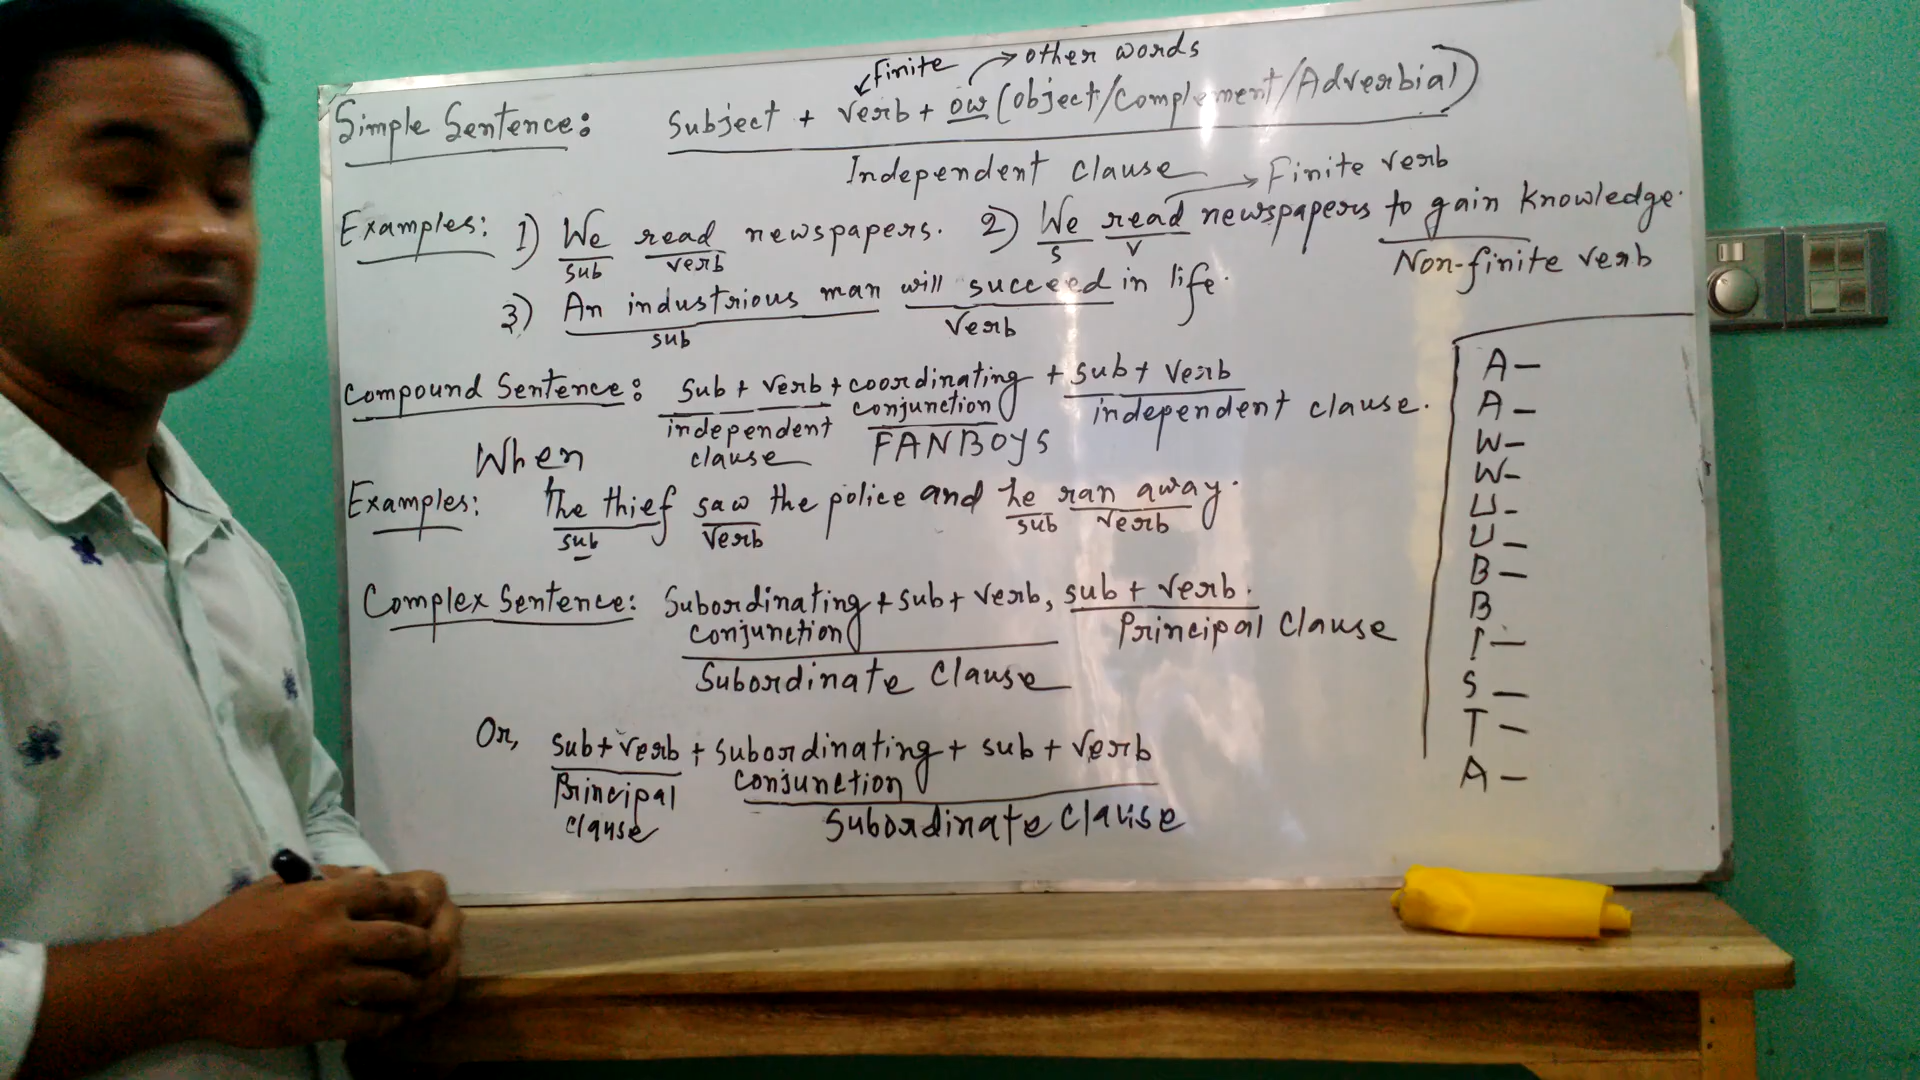 finite → other words
Simple Sentence: Subject + verb + ow (object/complement/Adverbial)
Independent clause → Finite verb
Examples: 1) We read newspapers. 2) We read newspapers to gain knowledge.
sub verb S V Non-finite verb
3) An industrious man will succeed in life.
sub verb
Compound Sentence: Sub + verb + coordinating + sub + verb
independent conjunction independent clause.
When clause FANBOYS
Examples: The thief saw the police and he ran away.
sub verb sub verb
Complex Sentence: Subordinating + sub + verb, sub + verb.
conjunction Principal clause
Subordinate clause
Or, sub + verb + subordinating + sub + verb
Principal conjunction
clause Subordinate clause
A –
A –
W –
W –
U –
U –
B –
B
I –
S –
T –
A –